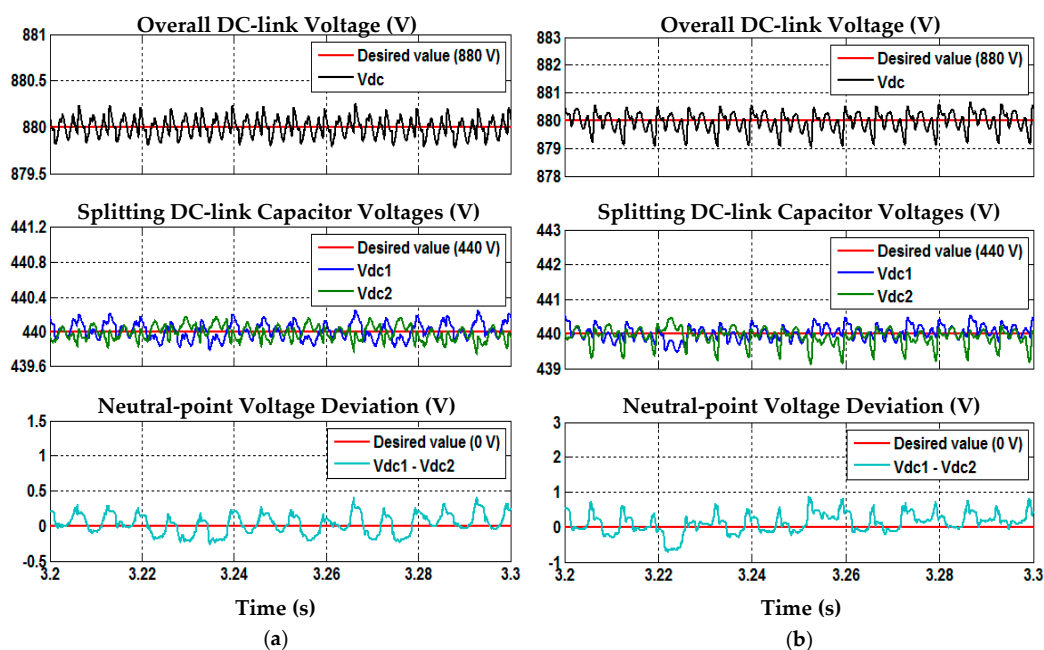 Overall DC-link Voltage (V)
881
880.5
880
879.5
Desired value (880 V)
Vdc
Splitting DC-link Capacitor Voltages (V)
441.2
440.8
440.4
440
439.6
Desired value (440 V)
Vdc1
Vdc2
Neutral-point Voltage Deviation (V)
1.5
1
0.5
0
-0.5
Desired value (0 V)
Vdc1 - Vdc2
3.2 3.22 3.24 3.26 3.28 3.3
Time (s)
(a)
Overall DC-link Voltage (V)
883
882
881
880
879
878
Desired value (880 V)
Vdc
Splitting DC-link Capacitor Voltages (V)
443
442
441
440
439
Desired value (440 V)
Vdc1
Vdc2
Neutral-point Voltage Deviation (V)
3
2
1
0
-1
Desired value (0 V)
Vdc1 - Vdc2
3.2 3.22 3.24 3.26 3.28 3.3
Time (s)
(b)